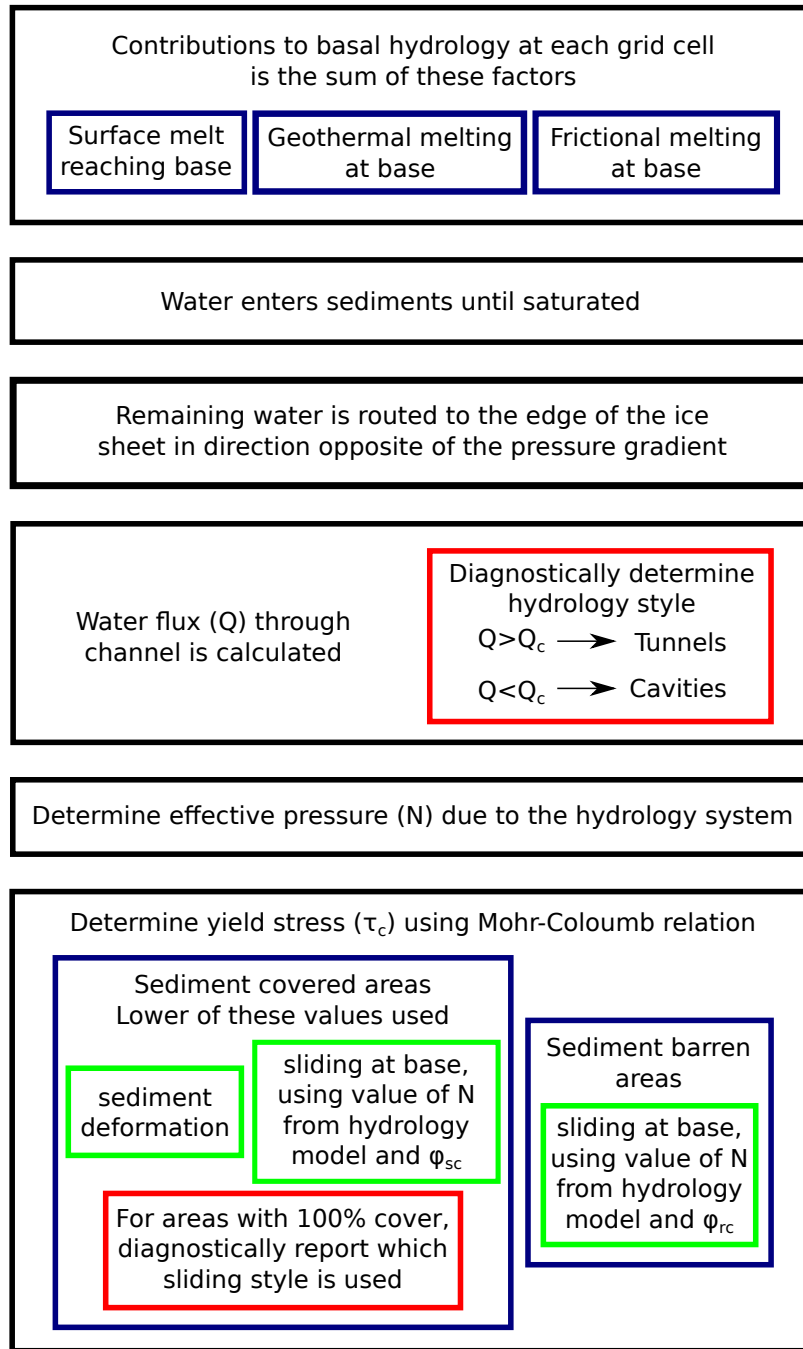 Contributions to basal hydrology at each grid cell
is the sum of these factors
Surface melt
reaching base
Geothermal melting
at base
Frictional melting
at base
Water enters sediments until saturated
Remaining water is routed to the edge of the ice
sheet in direction opposite of the pressure gradient
Water flux (Q) through
channel is calculated
Diagnostically determine
hydrology style
Q>Qc → Tunnels
Q<Qc → Cavities
Determine effective pressure (N) due to the hydrology system
Determine yield stress (τc) using Mohr-Coloumb relation
Sediment covered areas
Lower of these values used
sediment
deformation
sliding at base,
using value of N
from hydrology
model and φsc
For areas with 100% cover,
diagnostically report which
sliding style is used
Sediment barren
areas
sliding at base,
using value of N
from hydrology
model and φrc